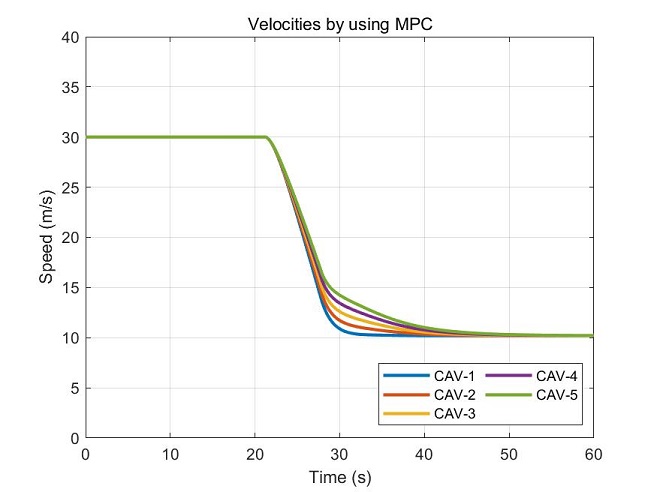 Velocities by using MPC
40
35
30
25
20
15
10
5
0
Speed (m/s)
0 10 20 30 40 50 60
Time (s)
CAV-1 CAV-4
CAV-2 CAV-5
CAV-3